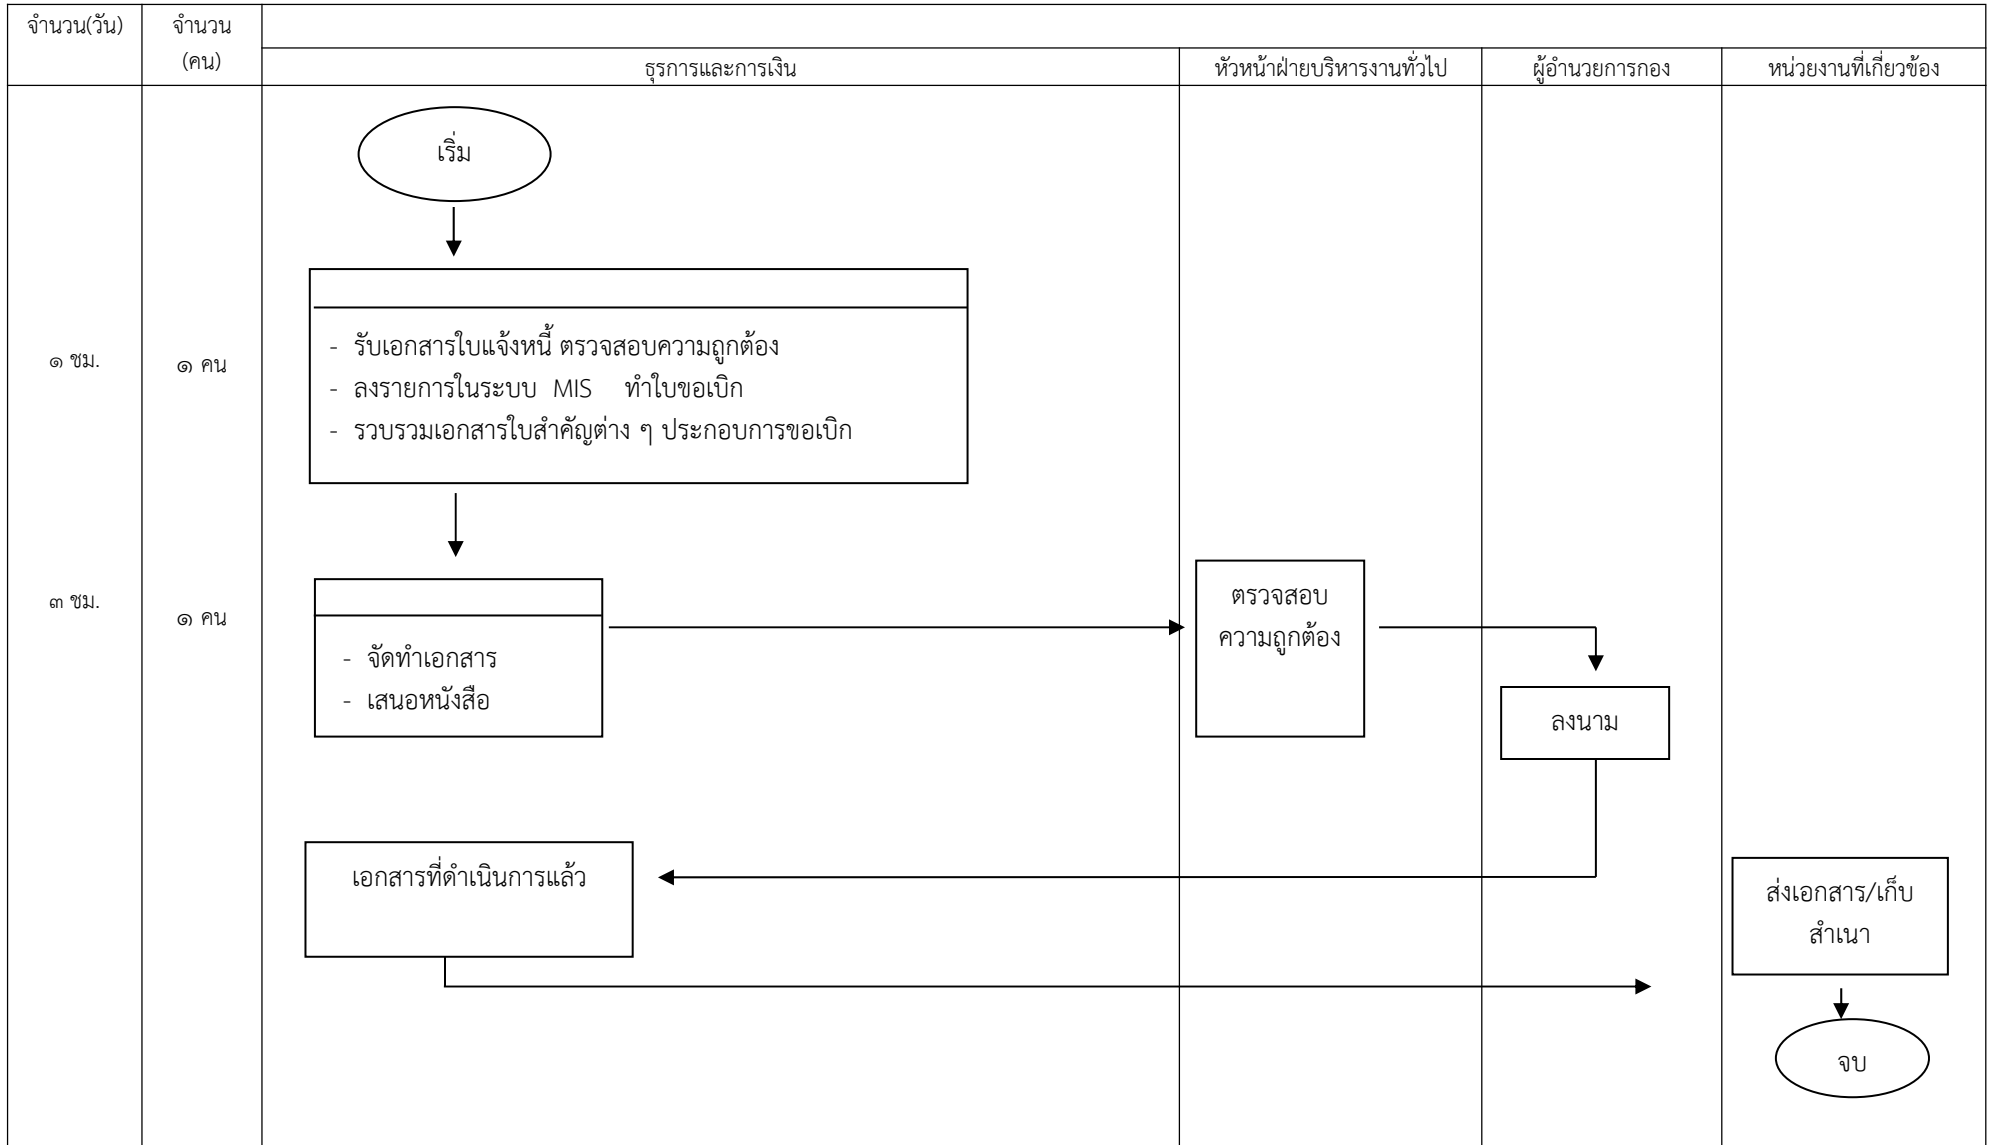 จำนวน(วัน)
จำนวน
(คน)
ธุรการและการเงิน
หัวหน้าฝ่ายบริหารงานทั่วไป
ผู้อำนวยการกอง
หน่วยงานที่เกี่ยวข้อง
เริ่ม
๑ ชม.
๑ คน
- รับเอกสารใบแจ้งหนี้ ตรวจสอบความถูกต้อง
- ลงรายการในระบบ MIS ทำใบขอเบิก
- รวบรวมเอกสารใบสำคัญต่าง ๆ ประกอบการขอเบิก
๓ ชม.
๑ คน
- จัดทำเอกสาร
- เสนอหนังสือ
ตรวจสอบ
ความถูกต้อง
ลงนาม
เอกสารที่ดำเนินการแล้ว
ส่งเอกสาร/เก็บ
สำเนา
จบ